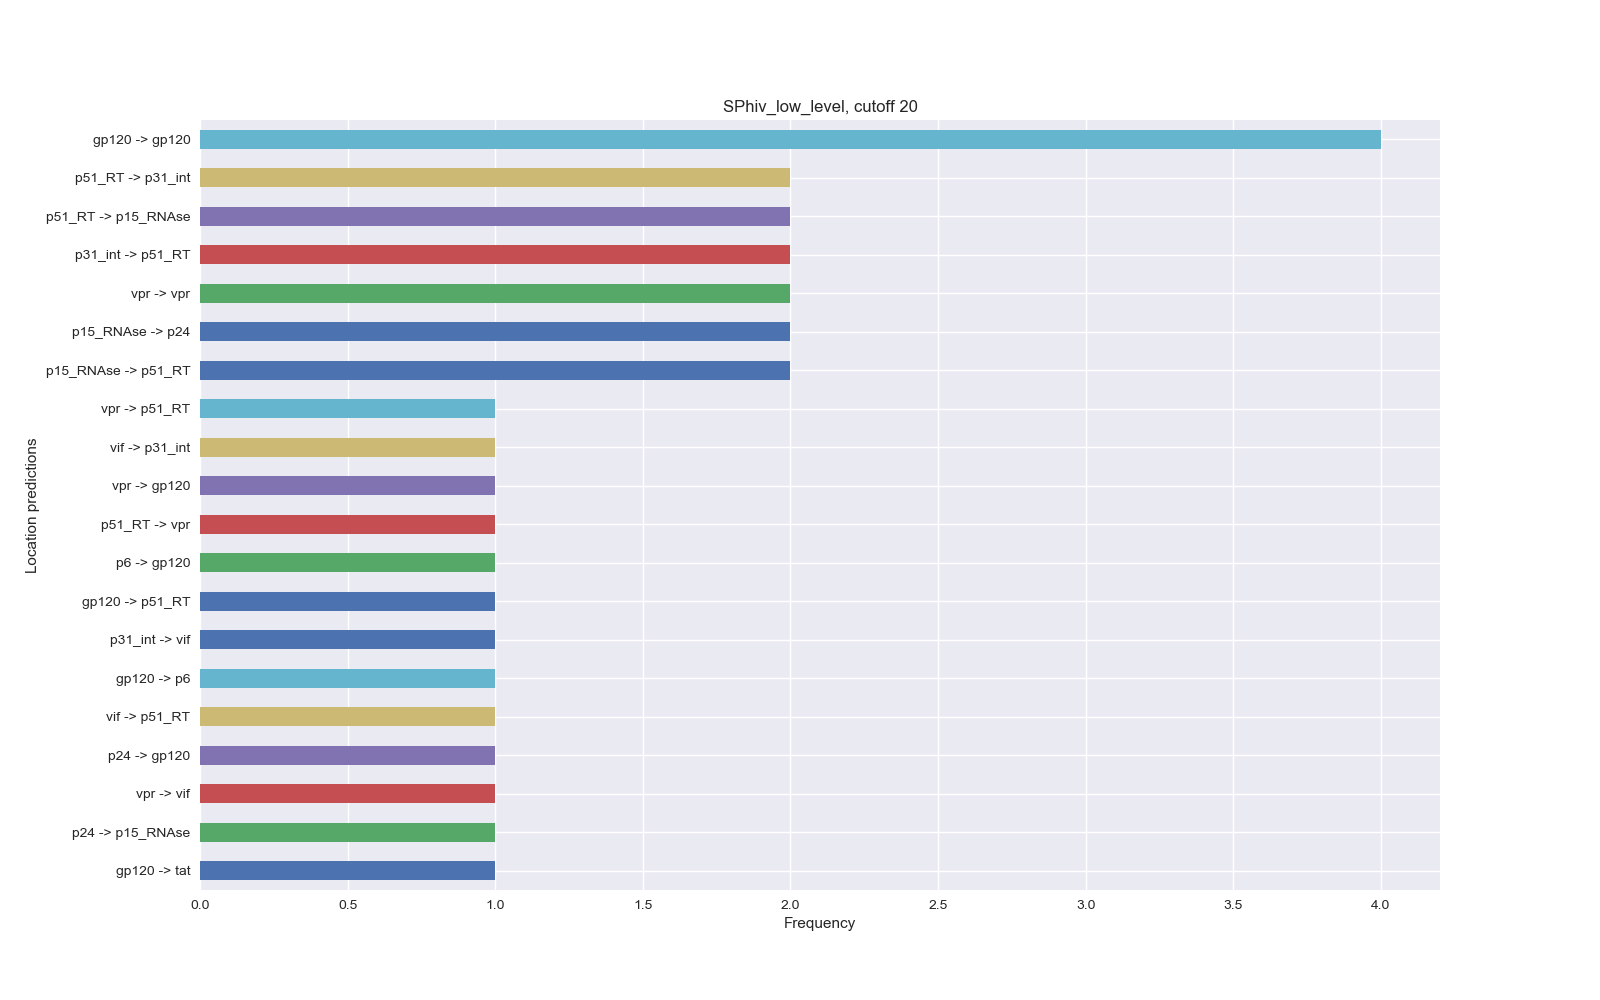 SPhiv_low_level, cutoff 20
gp120 -> gp120
p51_RT -> p31_int
p51_RT -> p15_RNAse
p31_int -> p51_RT
vpr -> vpr
p15_RNAse -> p24
p15_RNAse -> p51_RT
vpr -> p51_RT
vif -> p31_int
vpr -> gp120
p51_RT -> vpr
p6 -> gp120
gp120 -> p51_RT
p31_int -> vif
gp120 -> p6
vif -> p51_RT
p24 -> gp120
vpr -> vif
p24 -> p15_RNAse
gp120 -> tat
Location predictions
0.0 0.5 1.0 1.5 2.0 2.5 3.0 3.5 4.0
Frequency